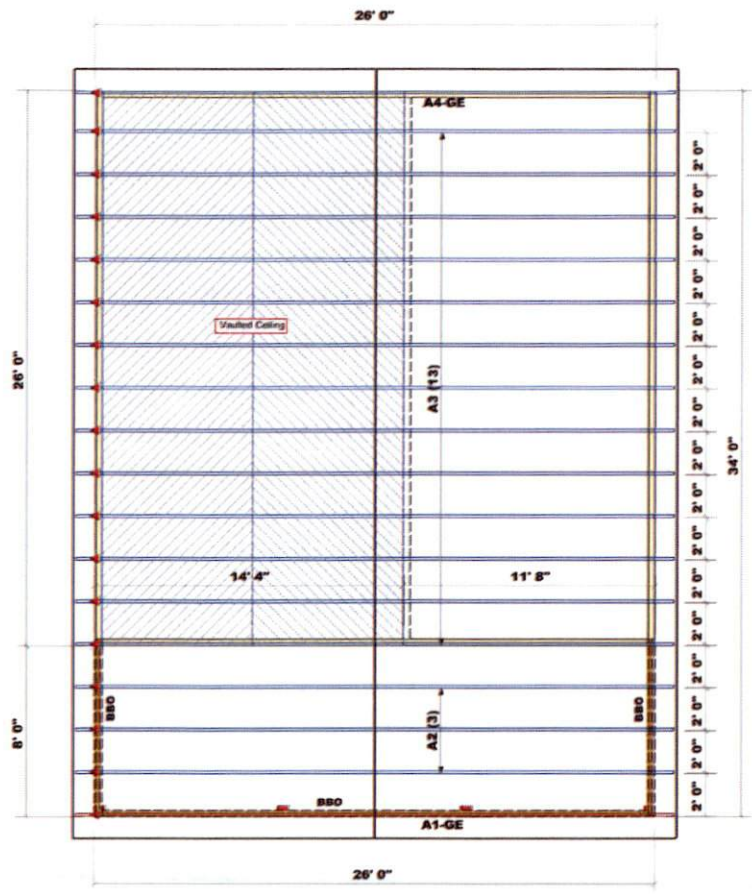 26' 0"
A4-GE
2' 0"
2' 0"
2' 0"
2' 0"
Vaulted Ceiling
2' 0"
26' 0"
A3 (13)
2' 0"
2' 0"
2' 0"
34' 0"
2' 0"
2' 0"
14' 4"
11' 8"
2' 0"
2' 0"
2' 0"
8' 0"
BBO
A2 (3)
BBO
2' 0"
2' 0"
2' 0"
BBO
A1-GE
26' 0"